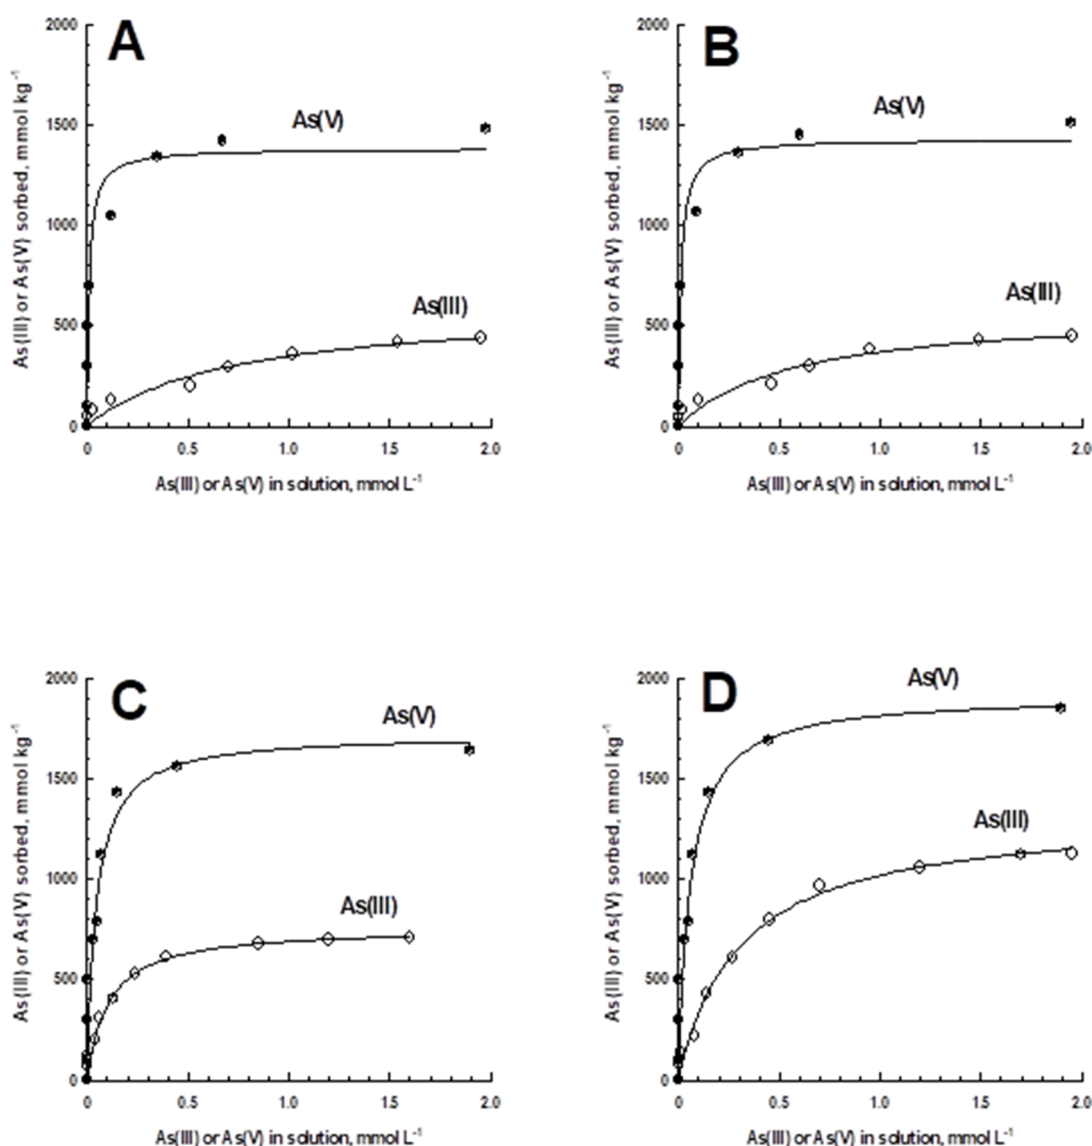 A
2000
1500
1000
500
0
As(V)
As(III)
As(III) or As(V) sorbed, mmol kg⁻¹
0 0.5 1.0 1.5 2.0
As(III) or As(V) in solution, mmol L⁻¹
B
2000
1500
1000
500
0
As(V)
As(III)
As(III) or As(V) sorbed, mmol kg⁻¹
0 0.5 1.0 1.5 2.0
As(III) or As(V) in solution, mmol L⁻¹
C
2000
1500
1000
500
0
As(V)
As(III)
As(III) or As(V) sorbed, mmol kg⁻¹
0 0.5 1.0 1.5 2.0
As(III) or As(V) in solution, mmol L⁻¹
D
2000
1500
1000
500
0
As(V)
As(III)
As(III) or As(V) sorbed, mmol kg⁻¹
0 0.5 1.0 1.5 2.0
As(III) or As(V) in solution, mmol L⁻¹